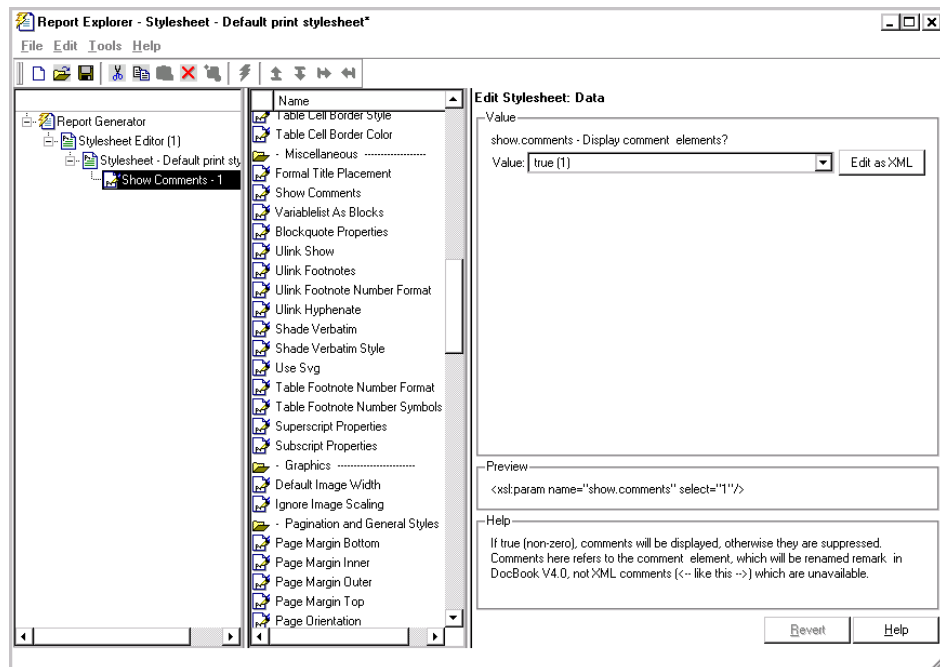 Report Explorer - Stylesheet - Default print stylesheet*
File Edit Tools Help
Report Generator
Stylesheet Editor (1)
Stylesheet - Default print sty
Show Comments - 1
Name
Table Cell Border Style
Table Cell Border Color
- Miscellaneous -------------------
Formal Title Placement
Show Comments
Variablelist As Blocks
Blockquote Properties
Ulink Show
Ulink Footnotes
Ulink Footnote Number Format
Ulink Hyphenate
Shade Verbatim
Shade Verbatim Style
Use Svg
Table Footnote Number Format
Table Footnote Number Symbols
Superscript Properties
Subscript Properties
- Graphics ------------------------
Default Image Width
Ignore Image Scaling
- Pagination and General Styles
Page Margin Bottom
Page Margin Inner
Page Margin Outer
Page Margin Top
Page Orientation
Edit Stylesheet: Data
Value
show.comments - Display comment elements?
Value: true (1) Edit as XML
Preview
<xsl:param name="show.comments" select="1"/>
Help
If true (non-zero), comments will be displayed, otherwise they are suppressed.
Comments here refers to the comment element, which will be renamed remark in
DocBook V4.0, not XML comments (<-- like this -->) which are unavailable.
Revert Help